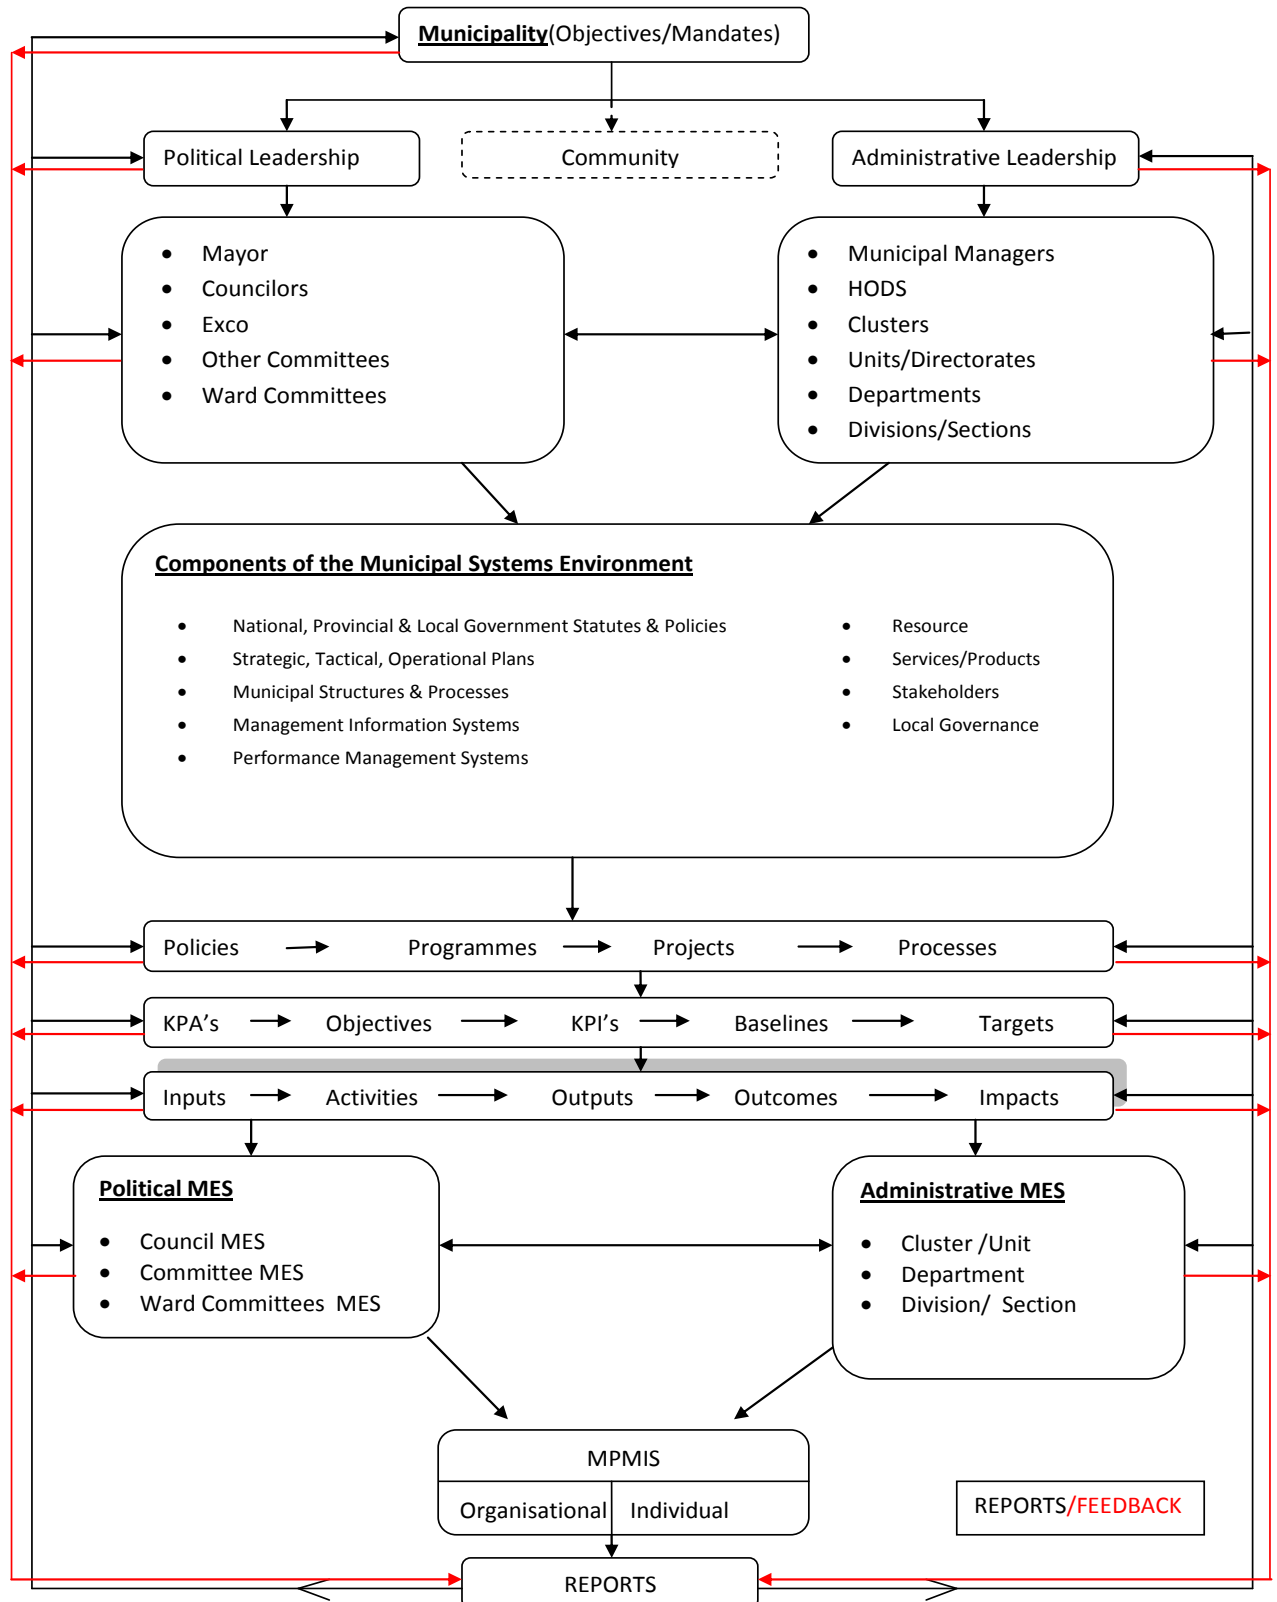 Municipality(Objectives/Mandates)
Political Leadership
Community
Administrative Leadership
• Mayor
• Councilors
• Exco
• Other Committees
• Ward Committees
• Municipal Managers
• HODS
• Clusters
• Units/Directorates
• Departments
• Divisions/Sections
Components of the Municipal Systems Environment
• National, Provincial & Local Government Statutes & Policies
• Strategic, Tactical, Operational Plans
• Municipal Structures & Processes
• Management Information Systems
• Performance Management Systems
• Resource
• Services/Products
• Stakeholders
• Local Governance
Policies Programmes Projects Processes
KPA’s Objectives KPI’s Baselines Targets
Inputs Activities Outputs Outcomes Impacts
Political MES
• Council MES
• Committee MES
• Ward Committees MES
Administrative MES
• Cluster /Unit
• Department
• Division/ Section
MPMIS
Organisational Individual
REPORTS/FEEDBACK
REPORTS